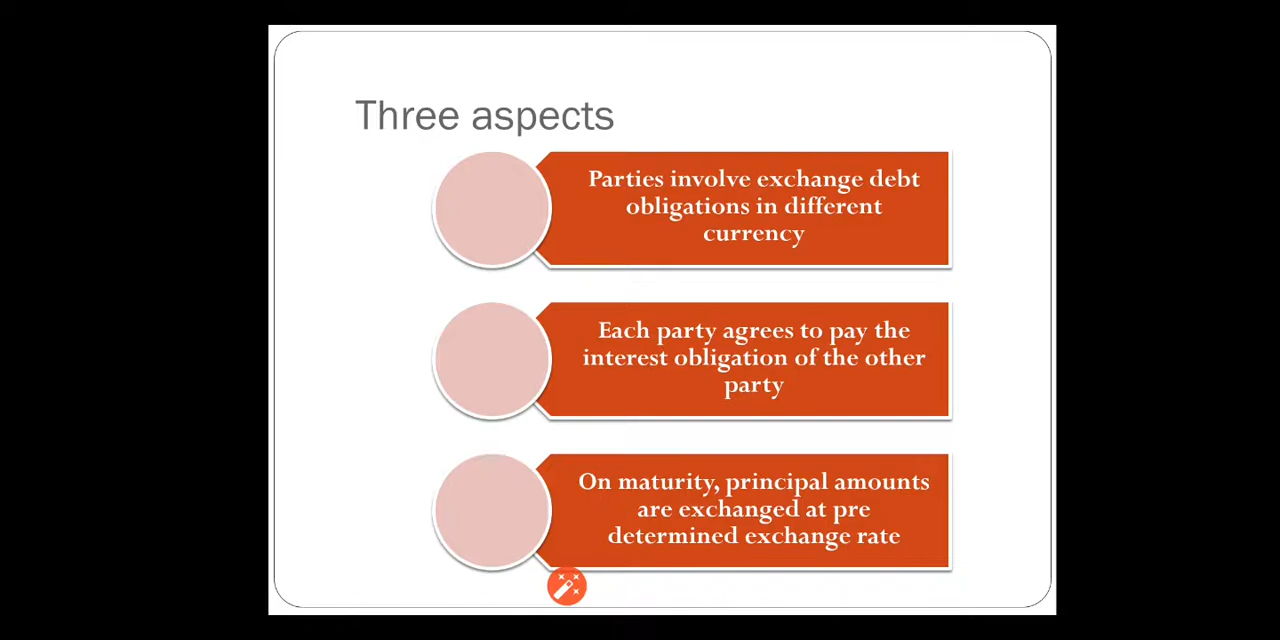 Three aspects
Parties involve exchange debt
obligations in different
currency
Each party agrees to pay the
interest obligation of the other
party
On maturity, principal amounts
are exchanged at pre
determined exchange rate